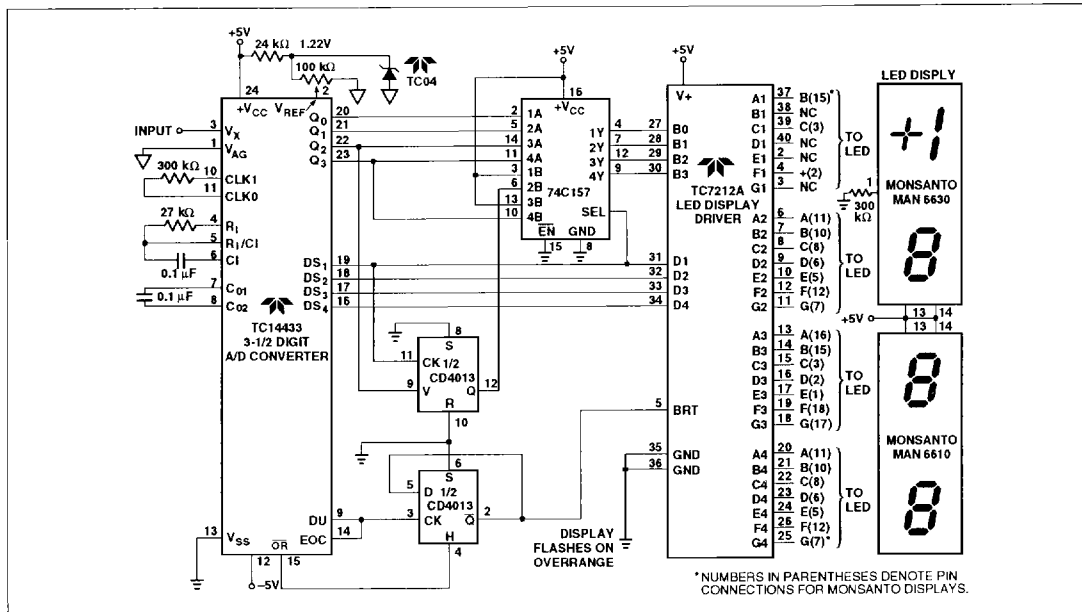 +5V
24 kΩ
1.22V
100 kΩ
TC04
24
2
+VCC
VREF
INPUT
3
VX
1
VAG
300 kΩ
10
CLK1
11
CLK0
27 kΩ
4
RI
5
RI/CI
6
CI
0.1 µF
7
CO1
0.1 µF
8
CO2
Q0
20
Q1
21
Q2
22
Q3
23
DS1
19
DS2
18
DS3
17
DS4
16
TC14433
3-1/2 DIGIT
A/D CONVERTER
13
VSS
12
–5V
OR
15
DU
9
EOC
14
+5V
16
+VCC
2
1A
5
2A
14
3A
11
4A
3
1B
6
2B
13
3B
10
4B
1Y
4
2Y
7
3Y
12
4Y
9
74C157
SEL
EN
GND
15
8
8
S
11
CK 1/2
CD4013
9
V
Q
12
R
10
6
S
5
D 1/2
CD4013
3
CK
Q
2
H
4
+5V
V+
27
B0
28
B1
29
B2
30
B3
TC7212A
LED DISPLAY
DRIVER
31
D1
32
D2
33
D3
34
D4
5
BRT
35
GND
36
GND
DISPLAY
FLASHES ON
OVERRANGE
A1 37 B(15)*
B1 38 NC
C1 39 C(3)
D1 40 NC
E1 2 NC
F1 4 +(2)
G1 3 NC
TO
LED
1
300
kΩ
A2 6 A(11)
B2 7 B(10)
C2 8 C(8)
D2 9 D(6)
E2 10 E(5)
F2 12 F(12)
G2 11 G(7)
TO
LED
A3 13 A(16)
B3 14 B(15)
C3 15 C(3)
D3 16 D(2)
E3 17 E(1)
F3 19 F(18)
G3 18 G(17)
TO
LED
A4 20 A(11)
B4 21 B(10)
C4 22 C(8)
D4 23 D(6)
E4 24 E(5)
F4 26 F(12)
G4 25 G(7)*
TO
LED
LED DISPLY
+1
MONSANTO
MAN 6630
8
+5V
13
14
13
14
8
MONSANTO
MAN 6610
8
*NUMBERS IN PARENTHESES DENOTE PIN
CONNECTIONS FOR MONSANTO DISPLAYS.